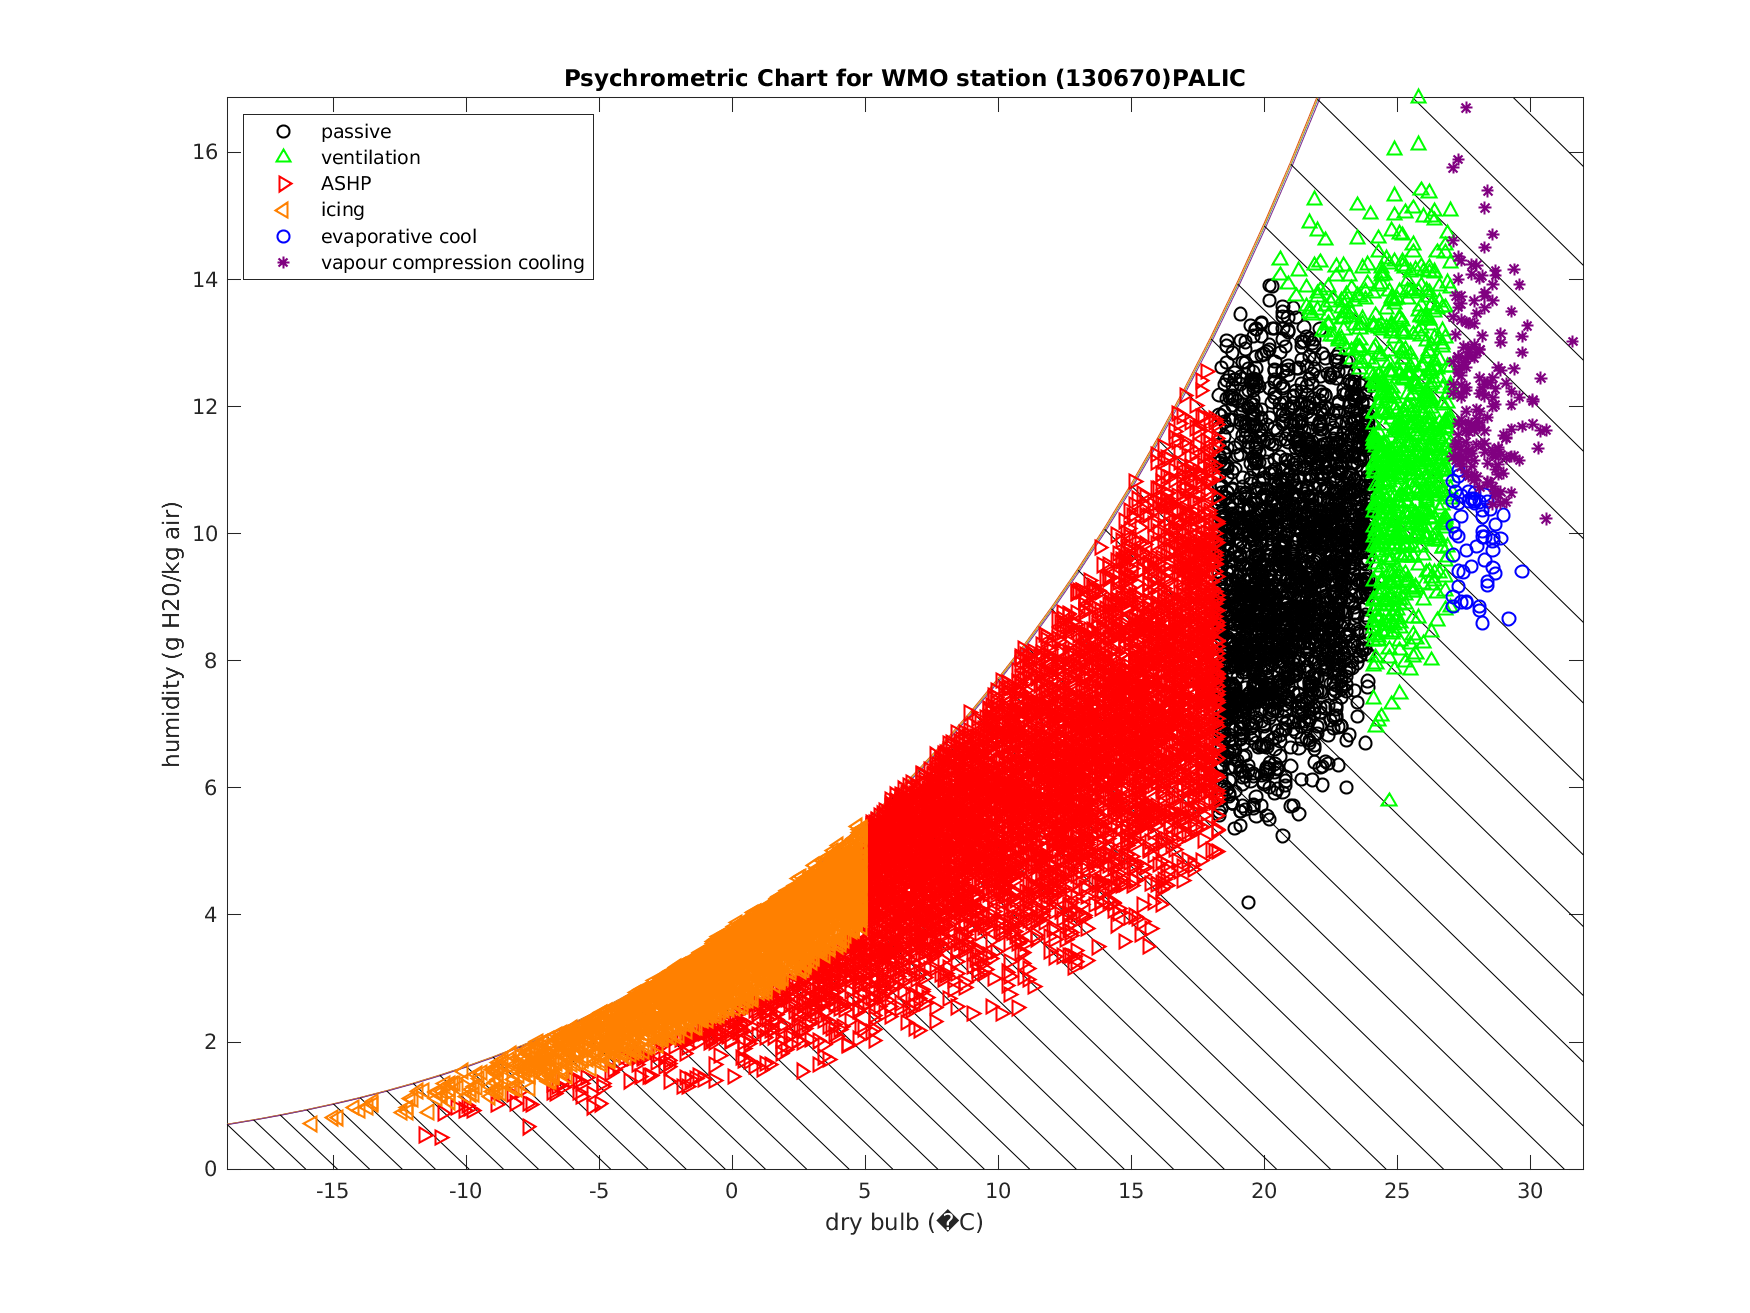 Psychrometric Chart for WMO station (130670)PALIC
passive
ventilation
ASHP
icing
evaporative cool
vapour compression cooling
humidity (g H20/kg air)
16
14
12
10
8
6
4
2
0
-15 -10 -5 0 5 10 15 20 25 30
dry bulb (�C)